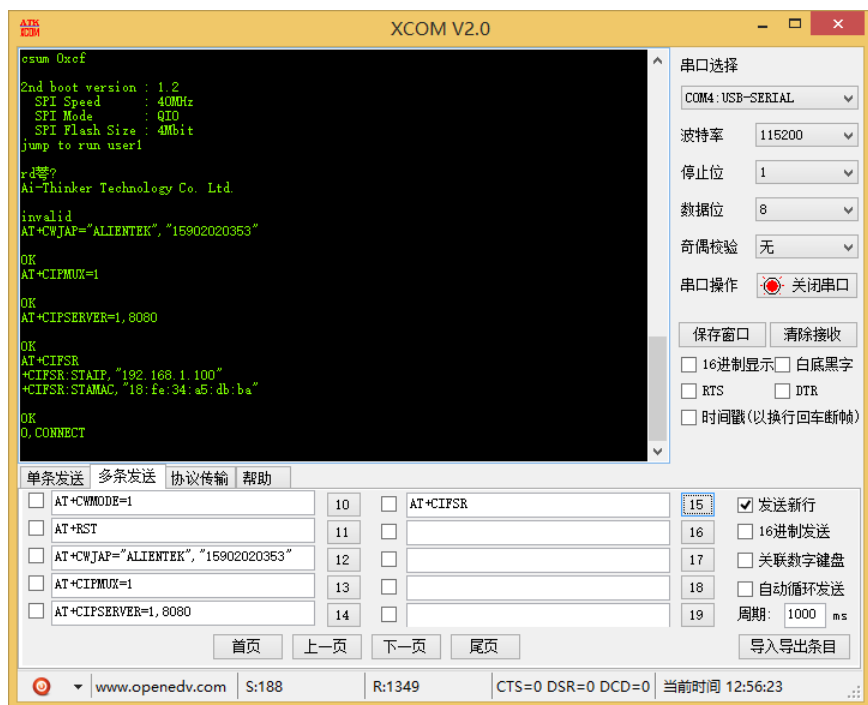 ATK
XCOM
XCOM V2.0
csum 0xcf
2nd boot version : 1.2
SPI Speed : 40MHz
SPI Mode : QIO
SPI Flash Size : 4Mbit
jump to run user1
Ai-Thinker Technology Co. Ltd.
invalid
AT+CWJAP="ALIENTEK","15902020353"
OK
AT+CIPMUX=1
OK
AT+CIPSERVER=1,8080
OK
AT+CIFSR
+CIFSR:STAIP,"192.168.1.100"
+CIFSR:STAMAC,"18:fe:34:a5:db:ba"
OK
0,CONNECT
串口选择
COM4:USB-SERIAL
波特率 115200
停止位 1
数据位 8
奇偶校验 无
串口操作 关闭串口
保存窗口 清除接收
16进制显示 白底黑字
RTS DTR
时间戳(以换行回车断帧)
单条发送 多条发送 协议传输 帮助
AT+CWMODE=1 10 AT+CIFSR 15 发送新行
AT+RST 11 16 16进制发送
AT+CWJAP="ALIENTEK","15902020353" 12 17 关联数字键盘
AT+CIPMUX=1 13 18 自动循环发送
AT+CIPSERVER=1,8080 14 19 周期: 1000 ms
首页 上一页 下一页 尾页 导入导出条目
www.openedv.com S:188 R:1349 CTS=0 DSR=0 DCD=0 当前时间 12:56:23